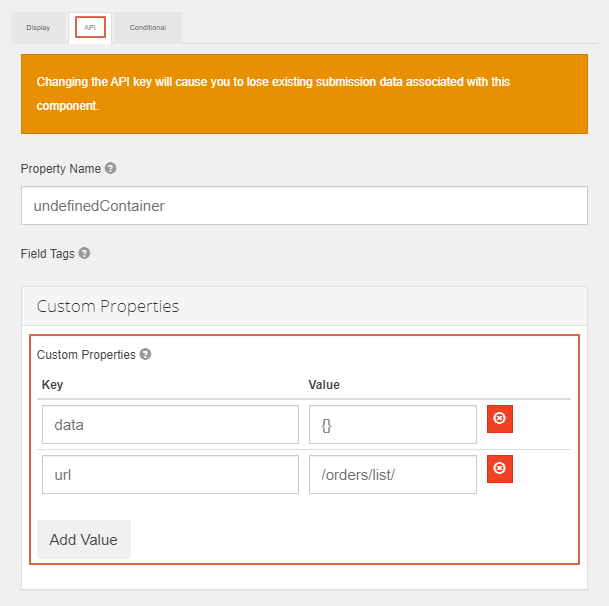 Display API Conditional
Changing the API key will cause you to lose existing submission data associated with this
component.
Property Name
undefinedContainer
Field Tags
Custom Properties
Custom Properties
Key Value
data {}
url /orders/list/
Add Value